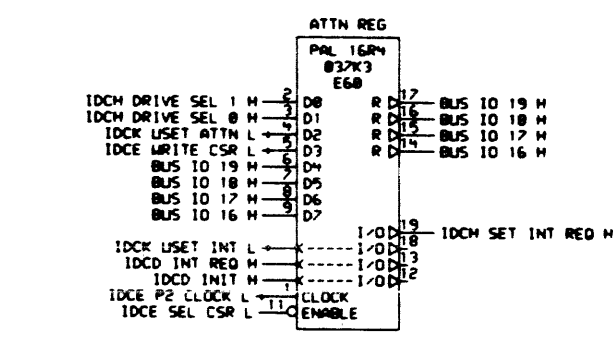 ATTN REG
PAL 16R4
037K3
E60
IDCH DRIVE SEL 1 H 2 D0 R 17 BUS IO 19 H
IDCH DRIVE SEL 0 H 3 D1 R 16 BUS IO 18 H
IDCK USET ATTN L 4 D2 R 15 BUS IO 17 H
IDCE WRITE CSR L 5 D3 R 14 BUS IO 16 H
BUS IO 19 H 6 D4
BUS IO 18 H 7 D5
BUS IO 17 H 8 D6
BUS IO 16 H 9 D7
I/O 19 IDCH SET INT REQ H
IDCK USET INT L X ----- I/O 18
IDCD INT REQ H X ----- I/O 13
IDCD INIT H X ----- I/O 12
IDCE P2 CLOCK L 1 CLOCK
IDCE SEL CSR L 11 ENABLE